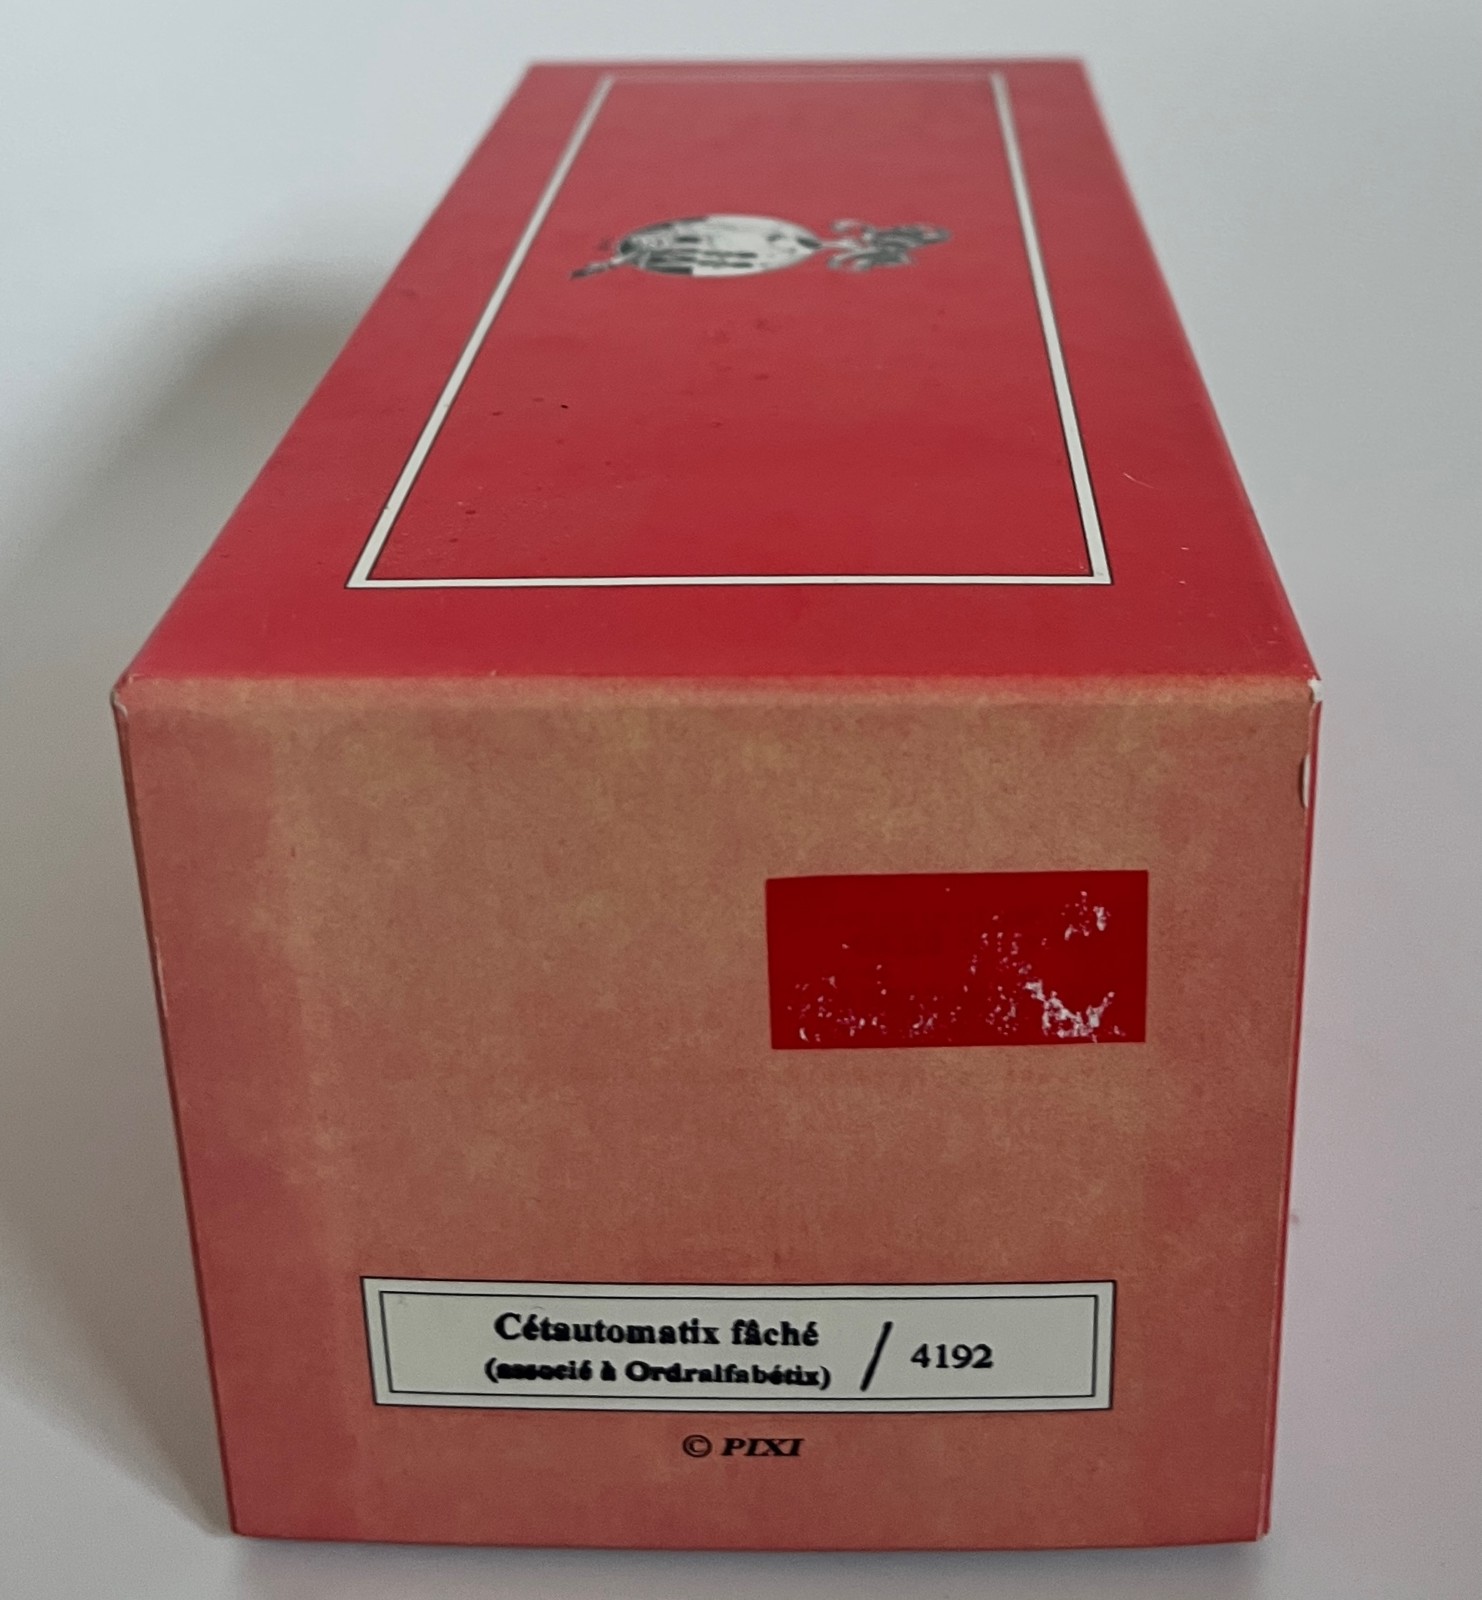 Cétautomatix fâché
(associé à Ordralfabétix) / 4192
© PIXI